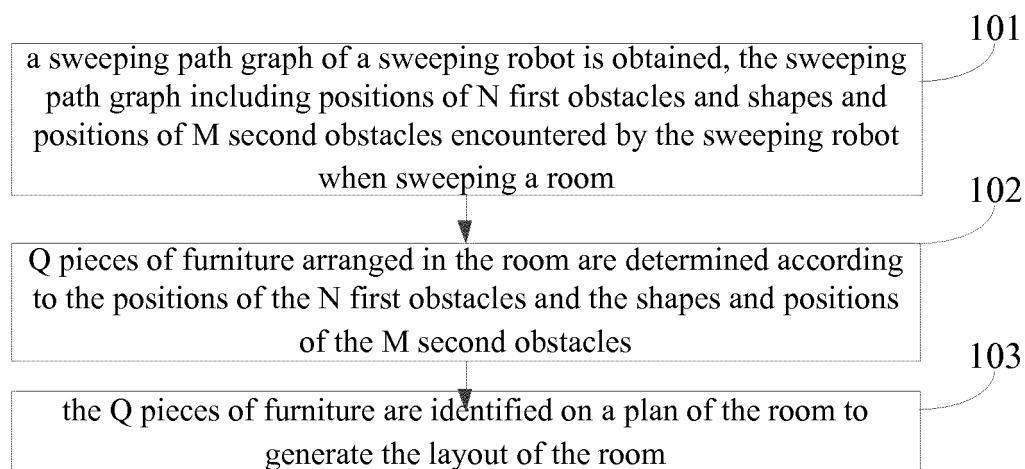 101
a sweeping path graph of a sweeping robot is obtained, the sweeping
path graph including positions of N first obstacles and shapes and
positions of M second obstacles encountered by the sweeping robot
when sweeping a room
102
Q pieces of furniture arranged in the room are determined according
to the positions of the N first obstacles and the shapes and positions
of the M second obstacles
103
the Q pieces of furniture are identified on a plan of the room to
generate the layout of the room